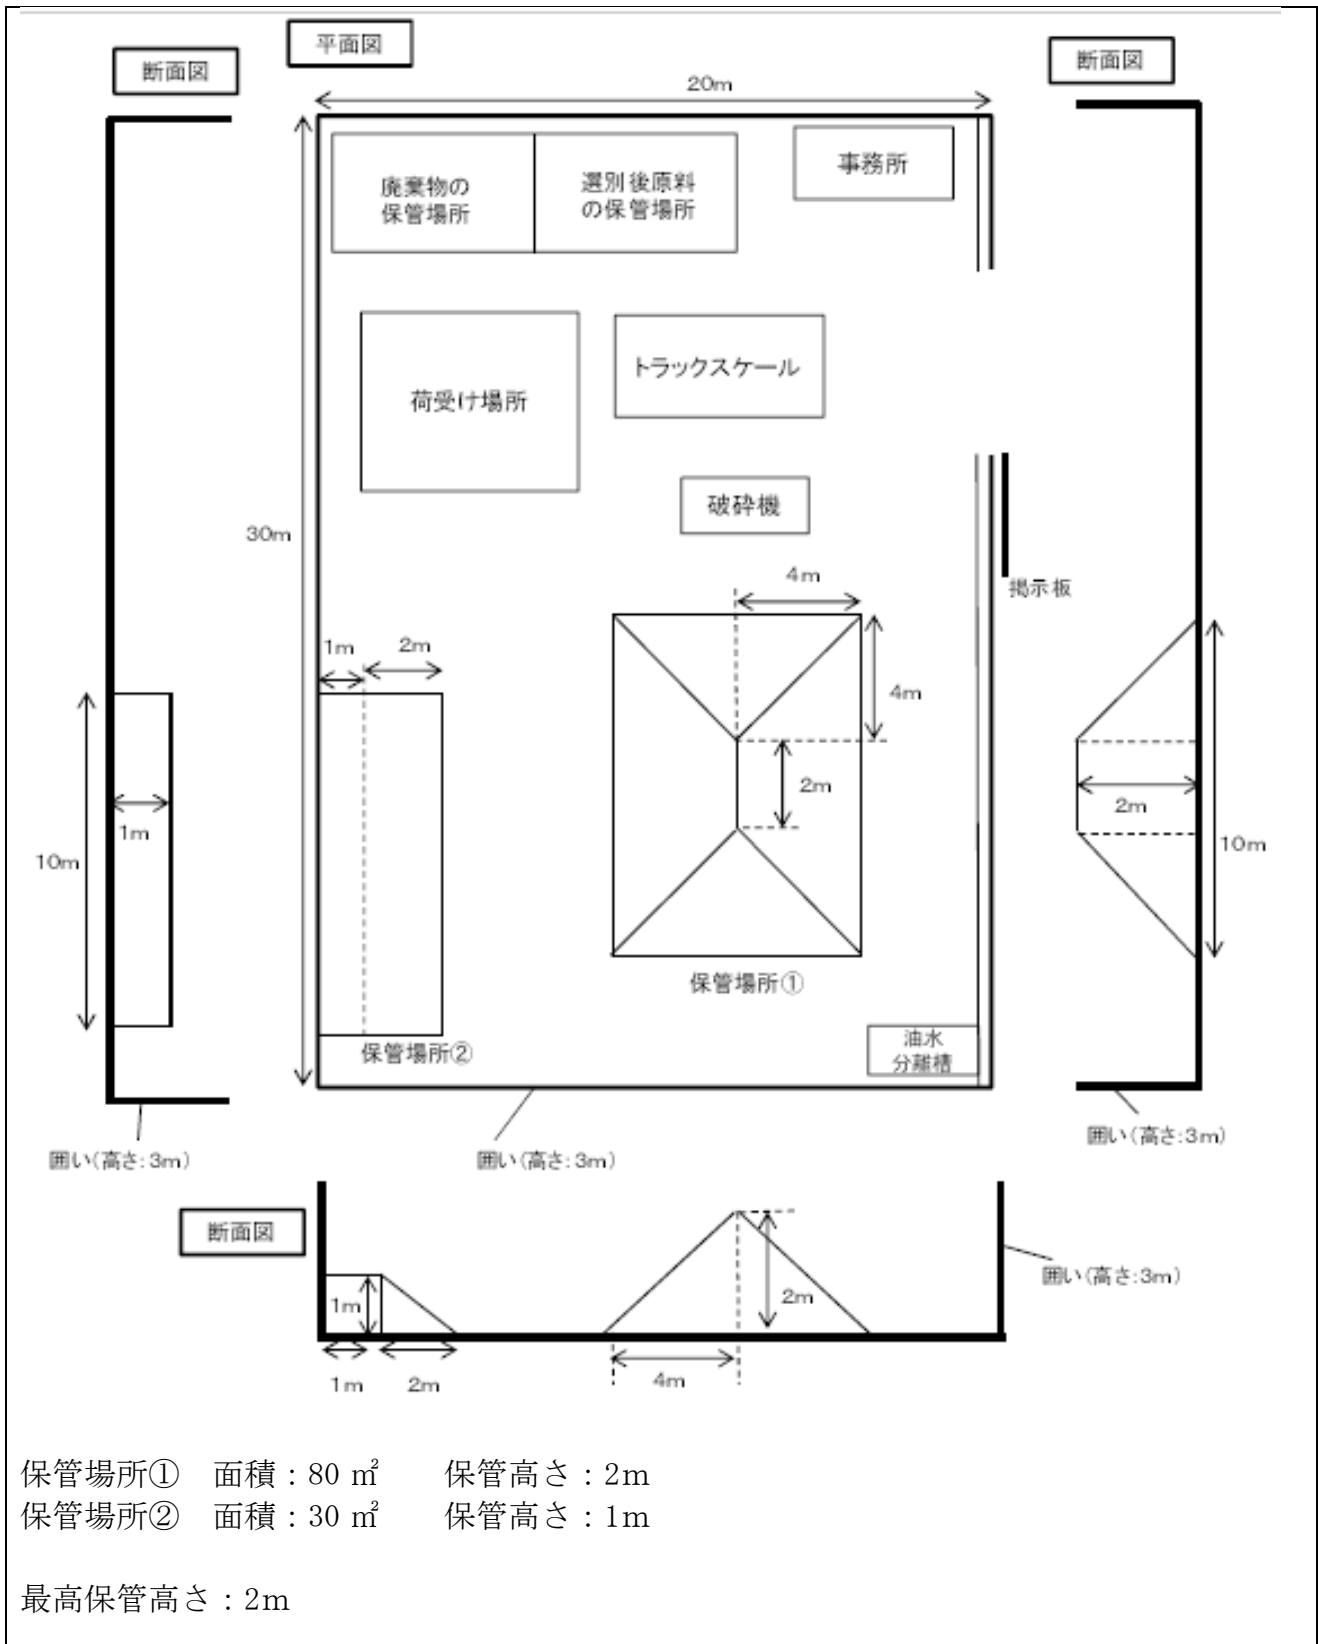 平面図
断面図
断面図
20m
廃棄物の
保管場所
選別後原料
の保管場所
事務所
荷受け場所
トラックスケール
破砕機
30m
掲示板
4m
4m
2m
1m
2m
1m
10m
2m
10m
保管場所①
保管場所②
油水
分離槽
囲い(高さ:3m)
囲い(高さ:3m)
囲い(高さ:3m)
断面図
囲い(高さ:3m)
1m
2m
1m
2m
4m
保管場所① 面積：80 ㎡ 保管高さ：2m
保管場所② 面積：30 ㎡ 保管高さ：1m
最高保管高さ：2m